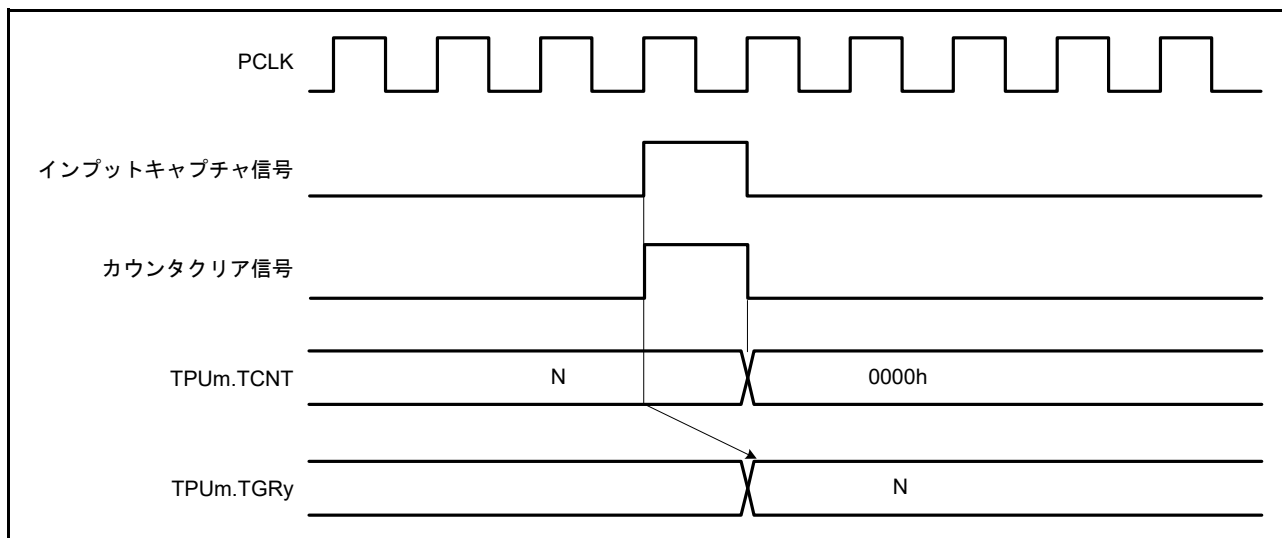 PCLK
インプットキャプチャ信号
カウンタクリア信号
TPUm.TCNT
N
0000h
TPUm.TGRy
N